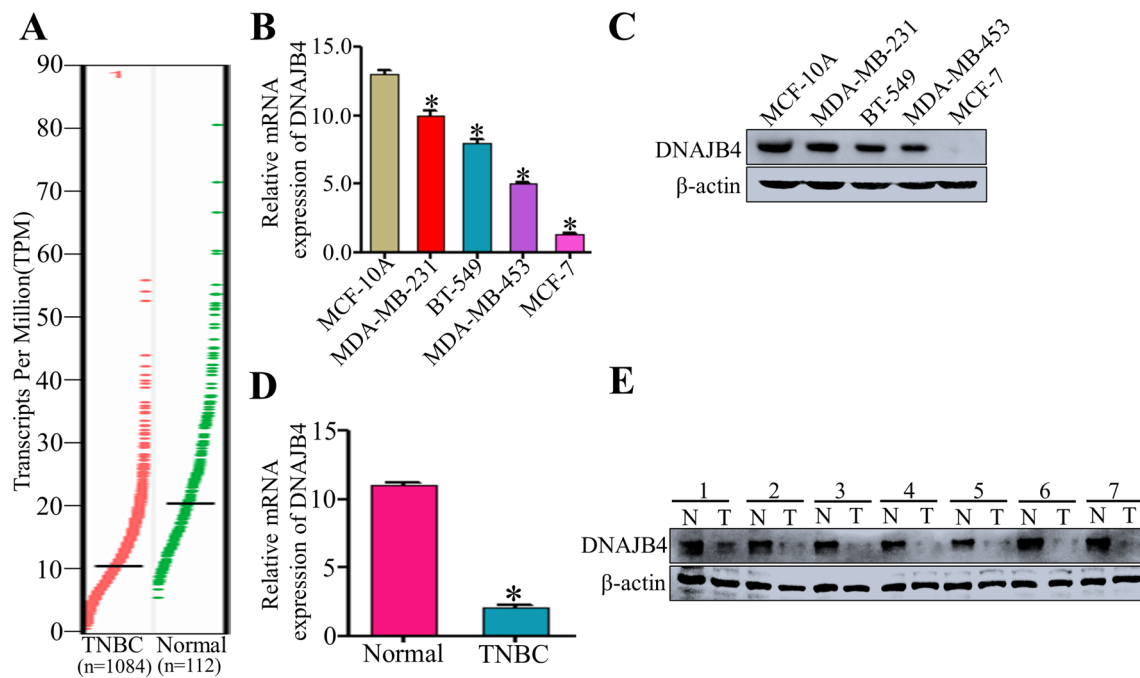 A
Transcripts Per Million(TPM)
90
80
70
60
50
40
30
20
10
0
TNBC Normal
(n=1084) (n=112)
B
Relative mRNA
expression of DNAJB4
15.0
10.0
5.0
0.0
* * * *
MCF-10A
MDA-MB-231
BT-549
MDA-MB-453
MCF-7
C
MCF-10A
MDA-MB-231
BT-549
MDA-MB-453
MCF-7
DNAJB4
β-actin
D
Relative mRNA
expression of DNAJB4
15
10
5
0
*
Normal TNBC
E
1 2 3 4 5 6 7
N T N T N T N T N T N T N T
DNAJB4
β-actin